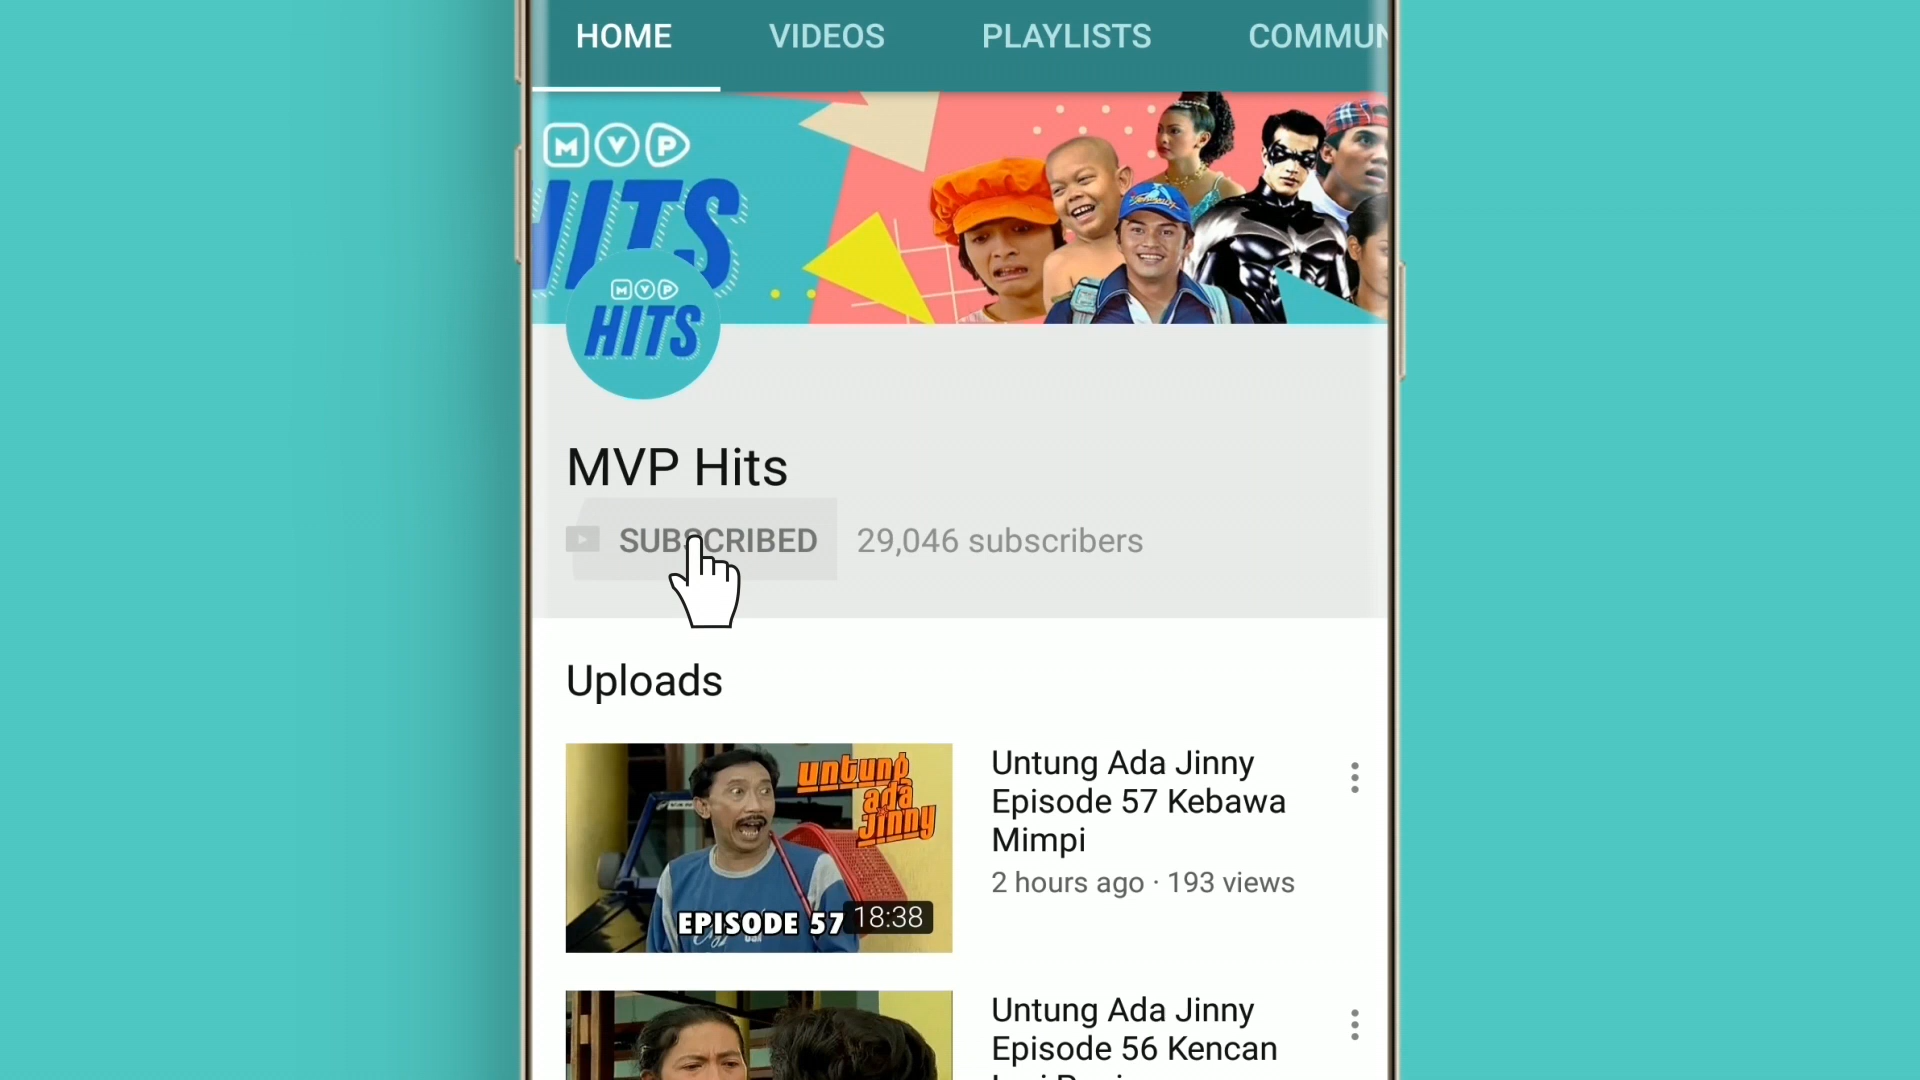 HOME VIDEOS PLAYLISTS COMMUN
MVP
HITS
MVP
HITS
MVP Hits
SUBSCRIBED 29,046 subscribers
Uploads
untung
ada
jinny
EPISODE 57 18:38
Untung Ada Jinny
Episode 57 Kebawa
Mimpi
2 hours ago · 193 views
Untung Ada Jinny
Episode 56 Kencan